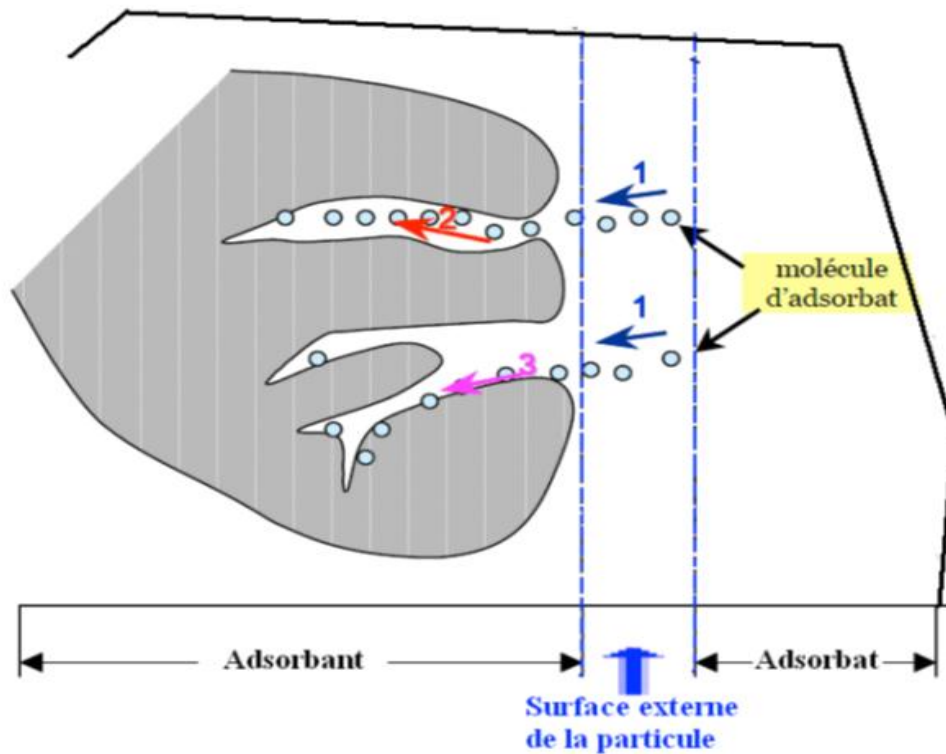 1
2
molécule
d'adsorbat
1
3
Adsorbant
Adsorbat
Surface externe
de la particule